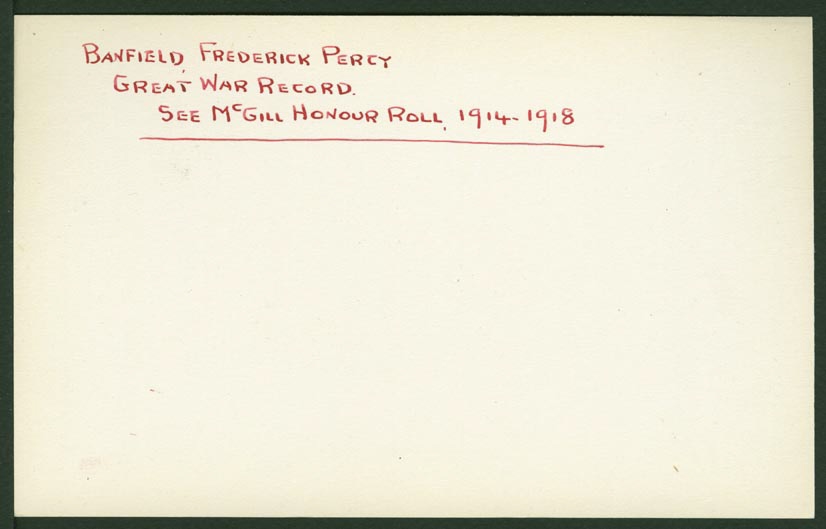 BANFIELD, FREDERICK PERCY
GREAT WAR RECORD.
SEE McGILL HONOUR ROLL, 1914-1918